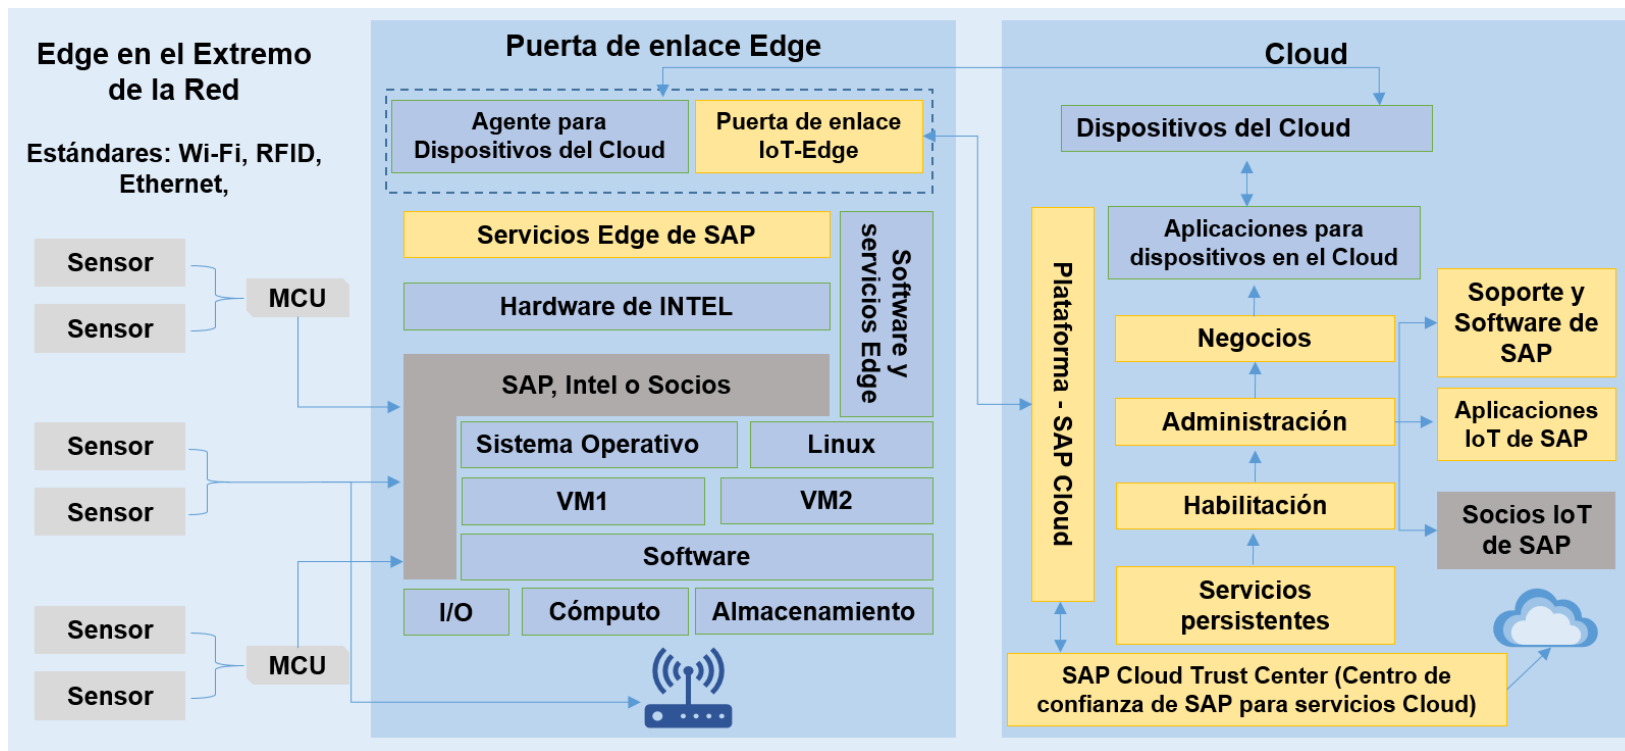 Edge en el Extremo
de la Red
Estándares: Wi-Fi, RFID,
Ethernet,
Sensor
Sensor
MCU
Sensor
Sensor
Sensor
Sensor
MCU
Puerta de enlace Edge
Agente para
Dispositivos del Cloud
Puerta de enlace
IoT-Edge
Servicios Edge de SAP
Software y
servicios Edge
Hardware de INTEL
SAP, Intel o Socios
Sistema Operativo
Linux
VM1
VM2
Software
I/O
Cómputo
Almacenamiento
Cloud
Dispositivos del Cloud
Plataforma - SAP Cloud
Aplicaciones para
dispositivos en el Cloud
Negocios
Administración
Habilitación
Servicios
persistentes
Soporte y
Software de
SAP
Aplicaciones
IoT de SAP
Socios IoT
de SAP
SAP Cloud Trust Center (Centro de
confianza de SAP para servicios Cloud)